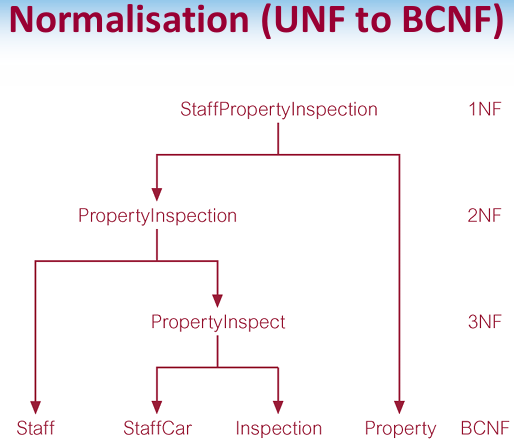 Normalisation (UNF to BCNF)
StaffPropertyInspection 1NF
PropertyInspection 2NF
PropertyInspect 3NF
Staff StaffCar Inspection Property BCNF